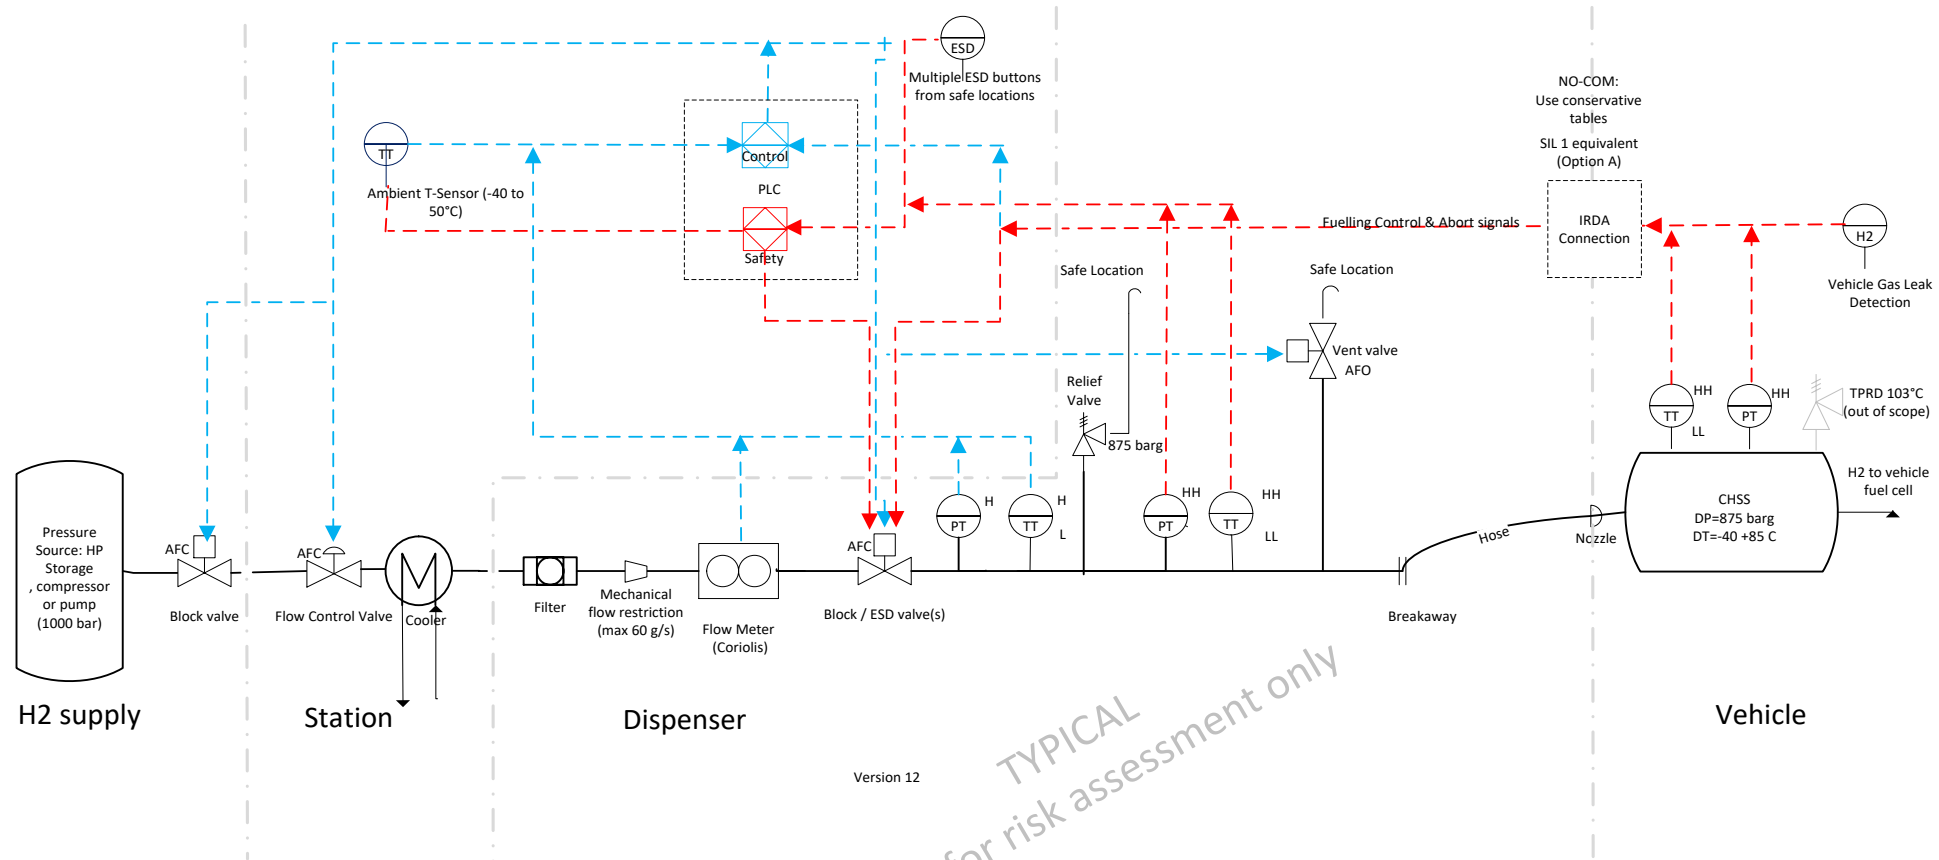 ESD
Multiple ESD buttons
from safe locations
NO-COM:
Use conservative
tables
SIL 1 equivalent
(Option A)
TT
Control
Ambient T-Sensor (-40 to
50°C)
PLC
Safety
Fuelling Control & Abort signals
IRDA
Connection
H2
Vehicle Gas Leak
Detection
Safe Location
Safe Location
Vent valve
AFO
Relief
Valve
875 barg
HH
TT
LL
HH
PT
TPRD 103°C
(out of scope)
H2 to vehicle
fuel cell
CHSS
DP=875 barg
DT=-40 +85 C
Pressure
Source: HP
Storage
, compressor
or pump
(1000 bar)
AFC
Block valve
AFC
Flow Control Valve
Cooler
Filter
Mechanical
flow restriction
(max 60 g/s)
Flow Meter
(Coriolis)
AFC
Block / ESD valve(s)
H
PT
H
TT
L
HH
PT
HH
TT
LL
Hose
Nozzle
Breakaway
H2 supply
Station
Dispenser
Vehicle
Version 12
TYPICAL
for risk assessment only